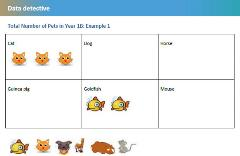 Data detective
Total Number of Pets in Year 1B: Example 1
Cat
Dog
Horse
Guinea pig
Goldfish
Mouse